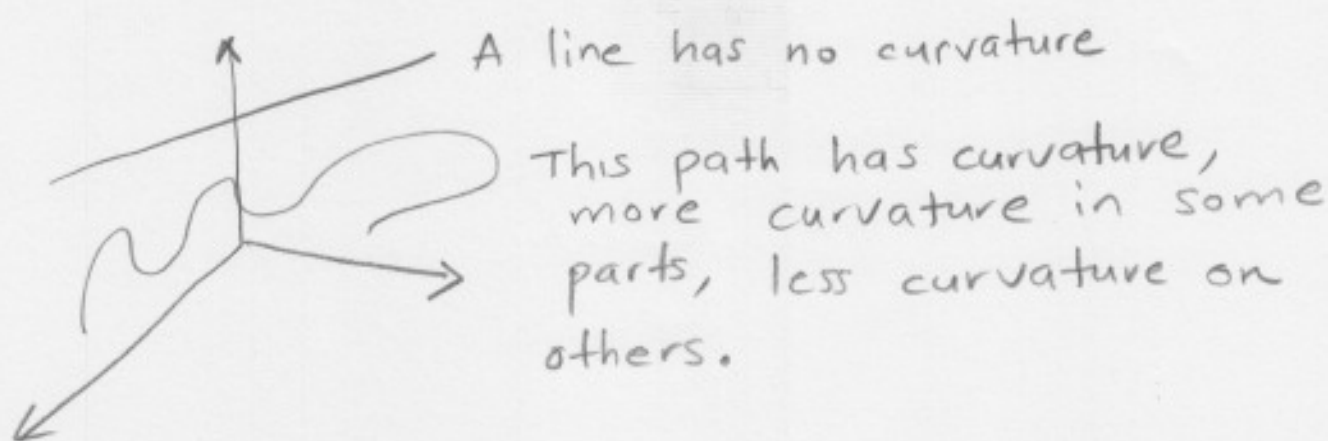 A line has no curvature
This path has curvature,
more curvature in some
parts, less curvature on
others.